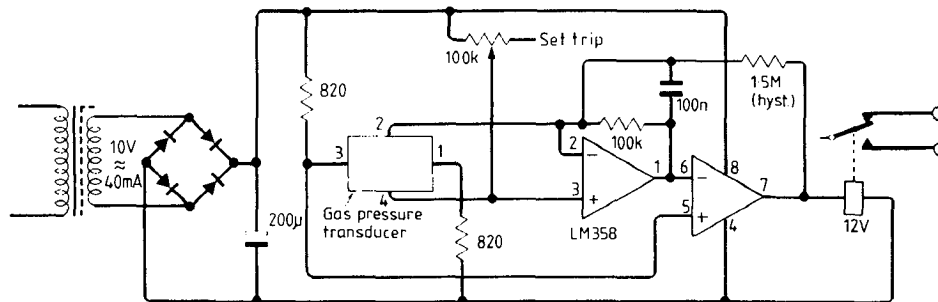 100k
Set trip
820
1·5M
(hyst.)
100n
100k
10V
≈
40mA
2
3
1
4
Gas pressure
transducer
200µ
820
2
3
1
LM358
6
5
8
7
4
12V